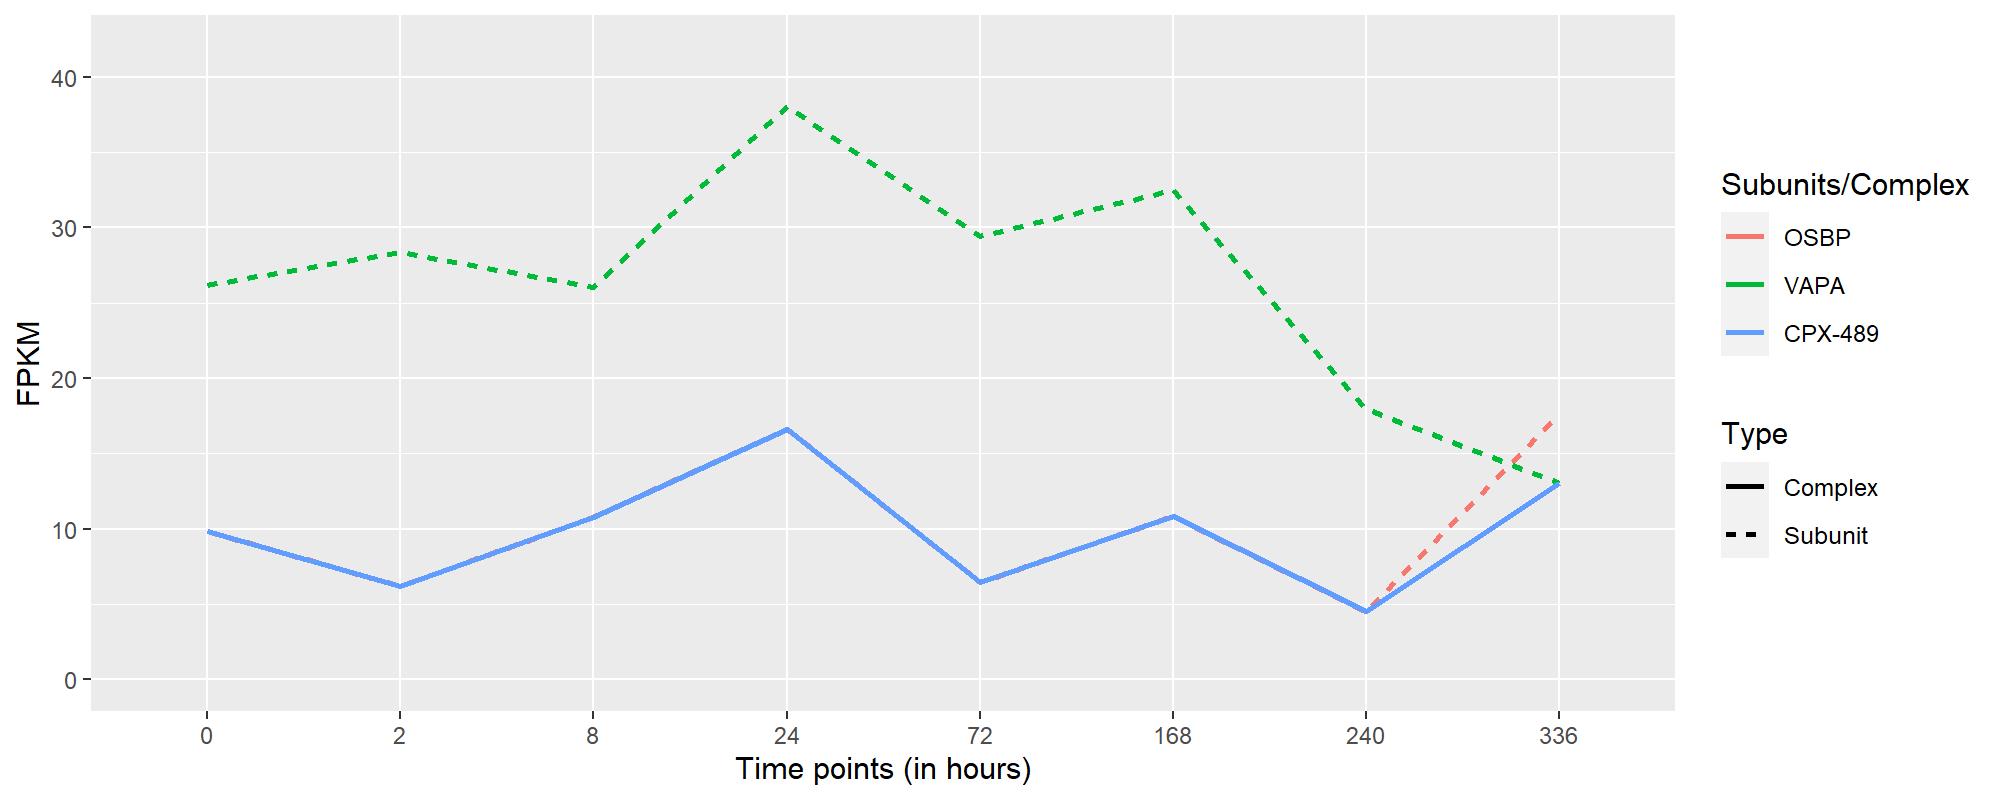 40
30
20
10
0
FPKM
0 2 8 24 72 168 240 336
Time points (in hours)
Subunits/Complex
OSBP
VAPA
CPX-489
Type
Complex
Subunit